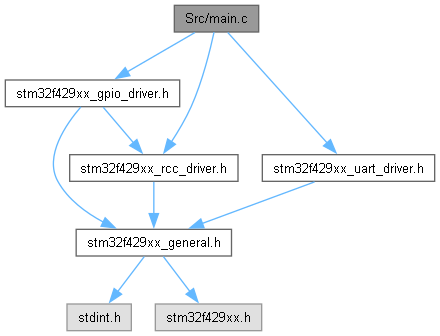 Src/main.c
stm32f429xx_gpio_driver.h
stm32f429xx_rcc_driver.h
stm32f429xx_uart_driver.h
stm32f429xx_general.h
stdint.h
stm32f429xx.h